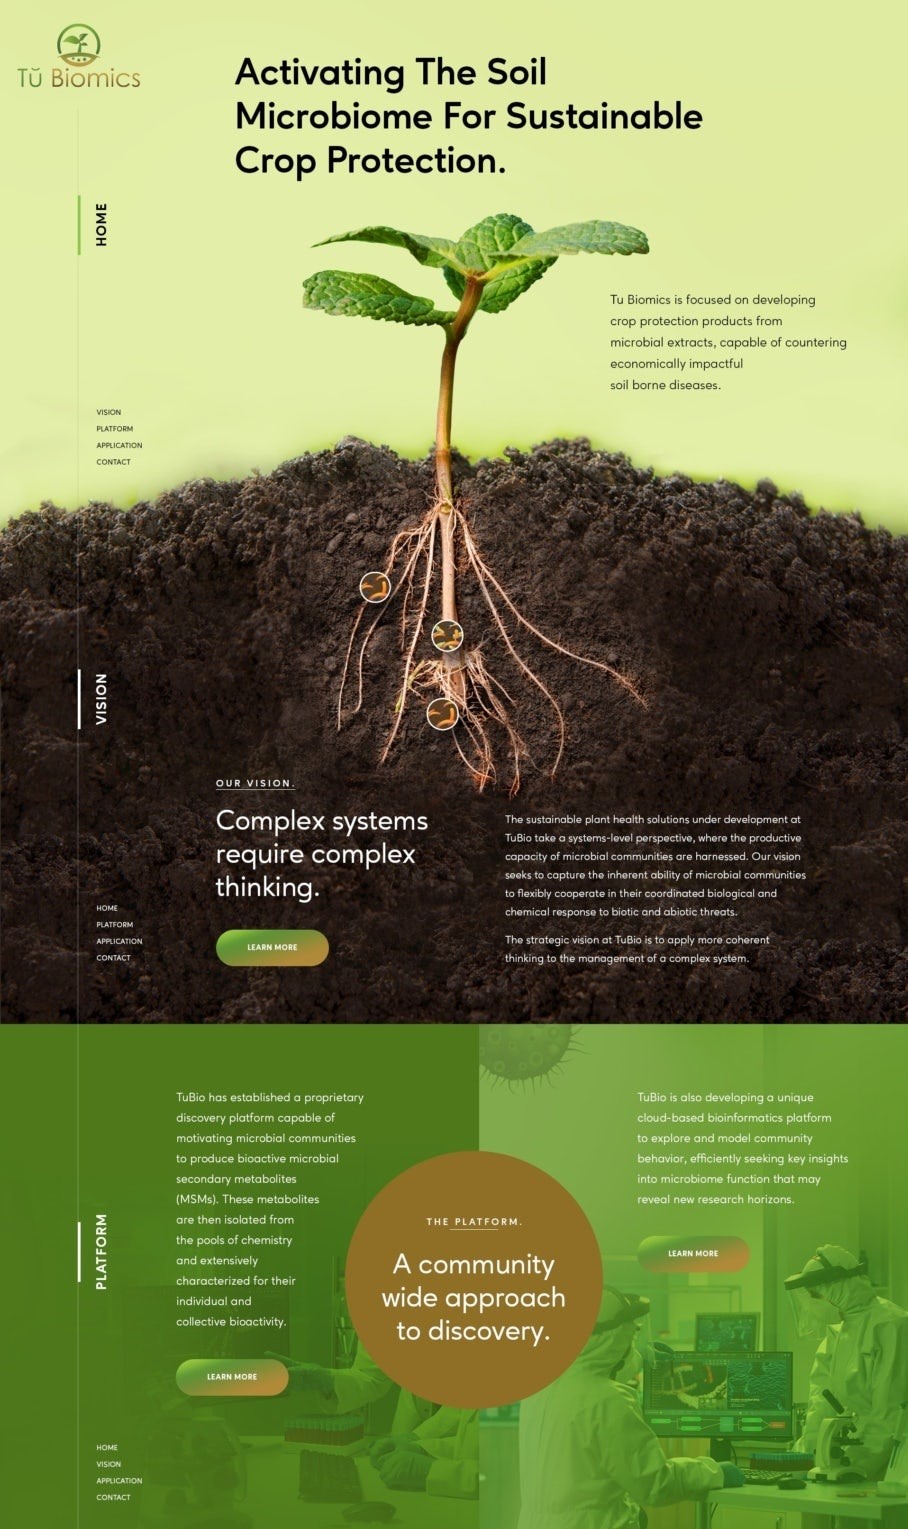 Tŭ Biomics
Activating The Soil
Microbiome For Sustainable
Crop Protection.
HOME
Tu Biomics is focused on developing
crop protection products from
microbial extracts, capable of countering
economically impactful
soil borne diseases.
VISION
PLATFORM
APPLICATION
CONTACT
VISION
OUR VISION.
Complex systems
require complex
thinking.
LEARN MORE
The sustainable plant health solutions under development at
TuBio take a systems-level perspective, where the productive
capacity of microbial communities are harnessed. Our vision
seeks to capture the inherent ability of microbial communities
to flexibly cooperate in their coordinated biological and
chemical response to biotic and abiotic threats.
The strategic vision at TuBio is to apply more coherent
thinking to the management of a complex system.
HOME
PLATFORM
APPLICATION
CONTACT
PLATFORM
TuBio has established a proprietary
discovery platform capable of
motivating microbial communities
to produce bioactive microbial
secondary metabolites
(MSMs). These metabolites
are then isolated from
the pools of chemistry
and extensively
characterized for their
individual and
collective bioactivity.
LEARN MORE
THE PLATFORM.
A community
wide approach
to discovery.
TuBio is also developing a unique
cloud-based bioinformatics platform
to explore and model community
behavior, efficiently seeking key insights
into microbiome function that may
reveal new research horizons.
LEARN MORE
HOME
VISION
APPLICATION
CONTACT